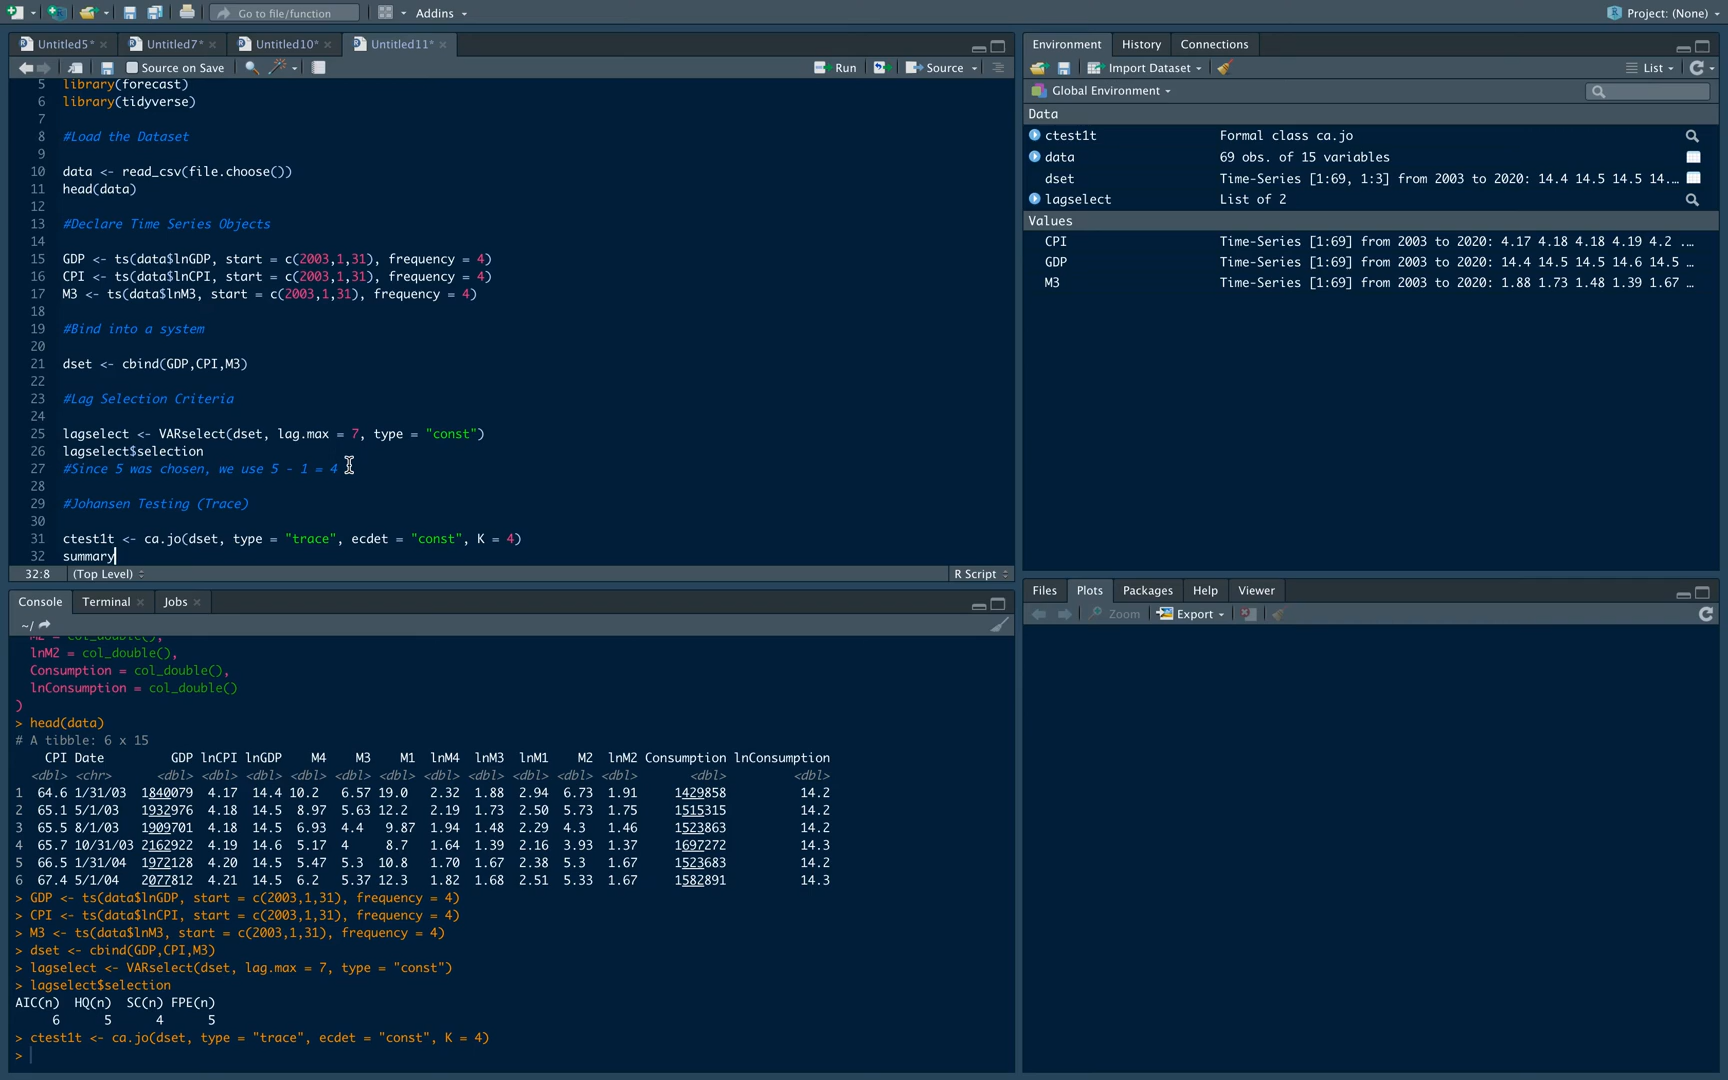 Go to file/function
Addins
Project: (None)
Untitled5*
Untitled7*
Untitled10*
Untitled11*
Source on Save
Run
Source
5 library(forecast)
6 library(tidyverse)
7
8 #Load the Dataset
9
10 data <- read_csv(file.choose())
11 head(data)
12
13 #Declare Time Series Objects
14
15 GDP <- ts(data$lnGDP, start = c(2003,1,31), frequency = 4)
16 CPI <- ts(data$lnCPI, start = c(2003,1,31), frequency = 4)
17 M3 <- ts(data$lnM3, start = c(2003,1,31), frequency = 4)
18
19 #Bind into a system
20
21 dset <- cbind(GDP,CPI,M3)
22
23 #Lag Selection Criteria
24
25 lagselect <- VARselect(dset, lag.max = 7, type = "const")
26 lagselect$selection
27 #Since 5 was chosen, we use 5 - 1 = 4
28
29 #Johansen Testing (Trace)
30
31 ctest1t <- ca.jo(dset, type = "trace", ecdet = "const", K = 4)
32 summary
32:8 (Top Level) R Script
Console Terminal Jobs
~/
M2 = col_double(),
lnM2 = col_double(),
Consumption = col_double(),
lnConsumption = col_double()
)
> head(data)
# A tibble: 6 x 15
CPI Date GDP lnCPI lnGDP M4 M3 M1 lnM4 lnM3 lnM1 M2 lnM2 Consumption lnConsumption
<dbl> <chr> <dbl> <dbl> <dbl> <dbl> <dbl> <dbl> <dbl> <dbl> <dbl> <dbl> <dbl> <dbl> <dbl>
1 64.6 1/31/03 1840079 4.17 14.4 10.2 6.57 19.0 2.32 1.88 2.94 6.73 1.91 1429858 14.2
2 65.1 5/1/03 1932976 4.18 14.5 8.97 5.63 12.2 2.19 1.73 2.50 5.73 1.75 1515315 14.2
3 65.5 8/1/03 1909701 4.18 14.5 6.93 4.4 9.87 1.94 1.48 2.29 4.3 1.46 1523863 14.2
4 65.7 10/31/03 2162922 4.19 14.6 5.17 4 8.7 1.64 1.39 2.16 3.93 1.37 1697272 14.3
5 66.5 1/31/04 1972128 4.20 14.5 5.47 5.3 10.8 1.70 1.67 2.38 5.3 1.67 1523683 14.2
6 67.4 5/1/04 2077812 4.21 14.5 6.2 5.37 12.3 1.82 1.68 2.51 5.33 1.67 1582891 14.3
> GDP <- ts(data$lnGDP, start = c(2003,1,31), frequency = 4)
> CPI <- ts(data$lnCPI, start = c(2003,1,31), frequency = 4)
> M3 <- ts(data$lnM3, start = c(2003,1,31), frequency = 4)
> dset <- cbind(GDP,CPI,M3)
> lagselect <- VARselect(dset, lag.max = 7, type = "const")
> lagselect$selection
AIC(n) HQ(n) SC(n) FPE(n)
6 5 4 5
> ctest1t <- ca.jo(dset, type = "trace", ecdet = "const", K = 4)
>
Environment History Connections
Import Dataset
List
Global Environment
Data
ctest1t Formal class ca.jo
data 69 obs. of 15 variables
dset Time-Series [1:69, 1:3] from 2003 to 2020: 14.4 14.5 14.5 14.…
lagselect List of 2
Values
CPI Time-Series [1:69] from 2003 to 2020: 4.17 4.18 4.18 4.19 4.2 ...
GDP Time-Series [1:69] from 2003 to 2020: 14.4 14.5 14.5 14.6 14.5 …
M3 Time-Series [1:69] from 2003 to 2020: 1.88 1.73 1.48 1.39 1.67 …
Files Plots Packages Help Viewer
Zoom Export